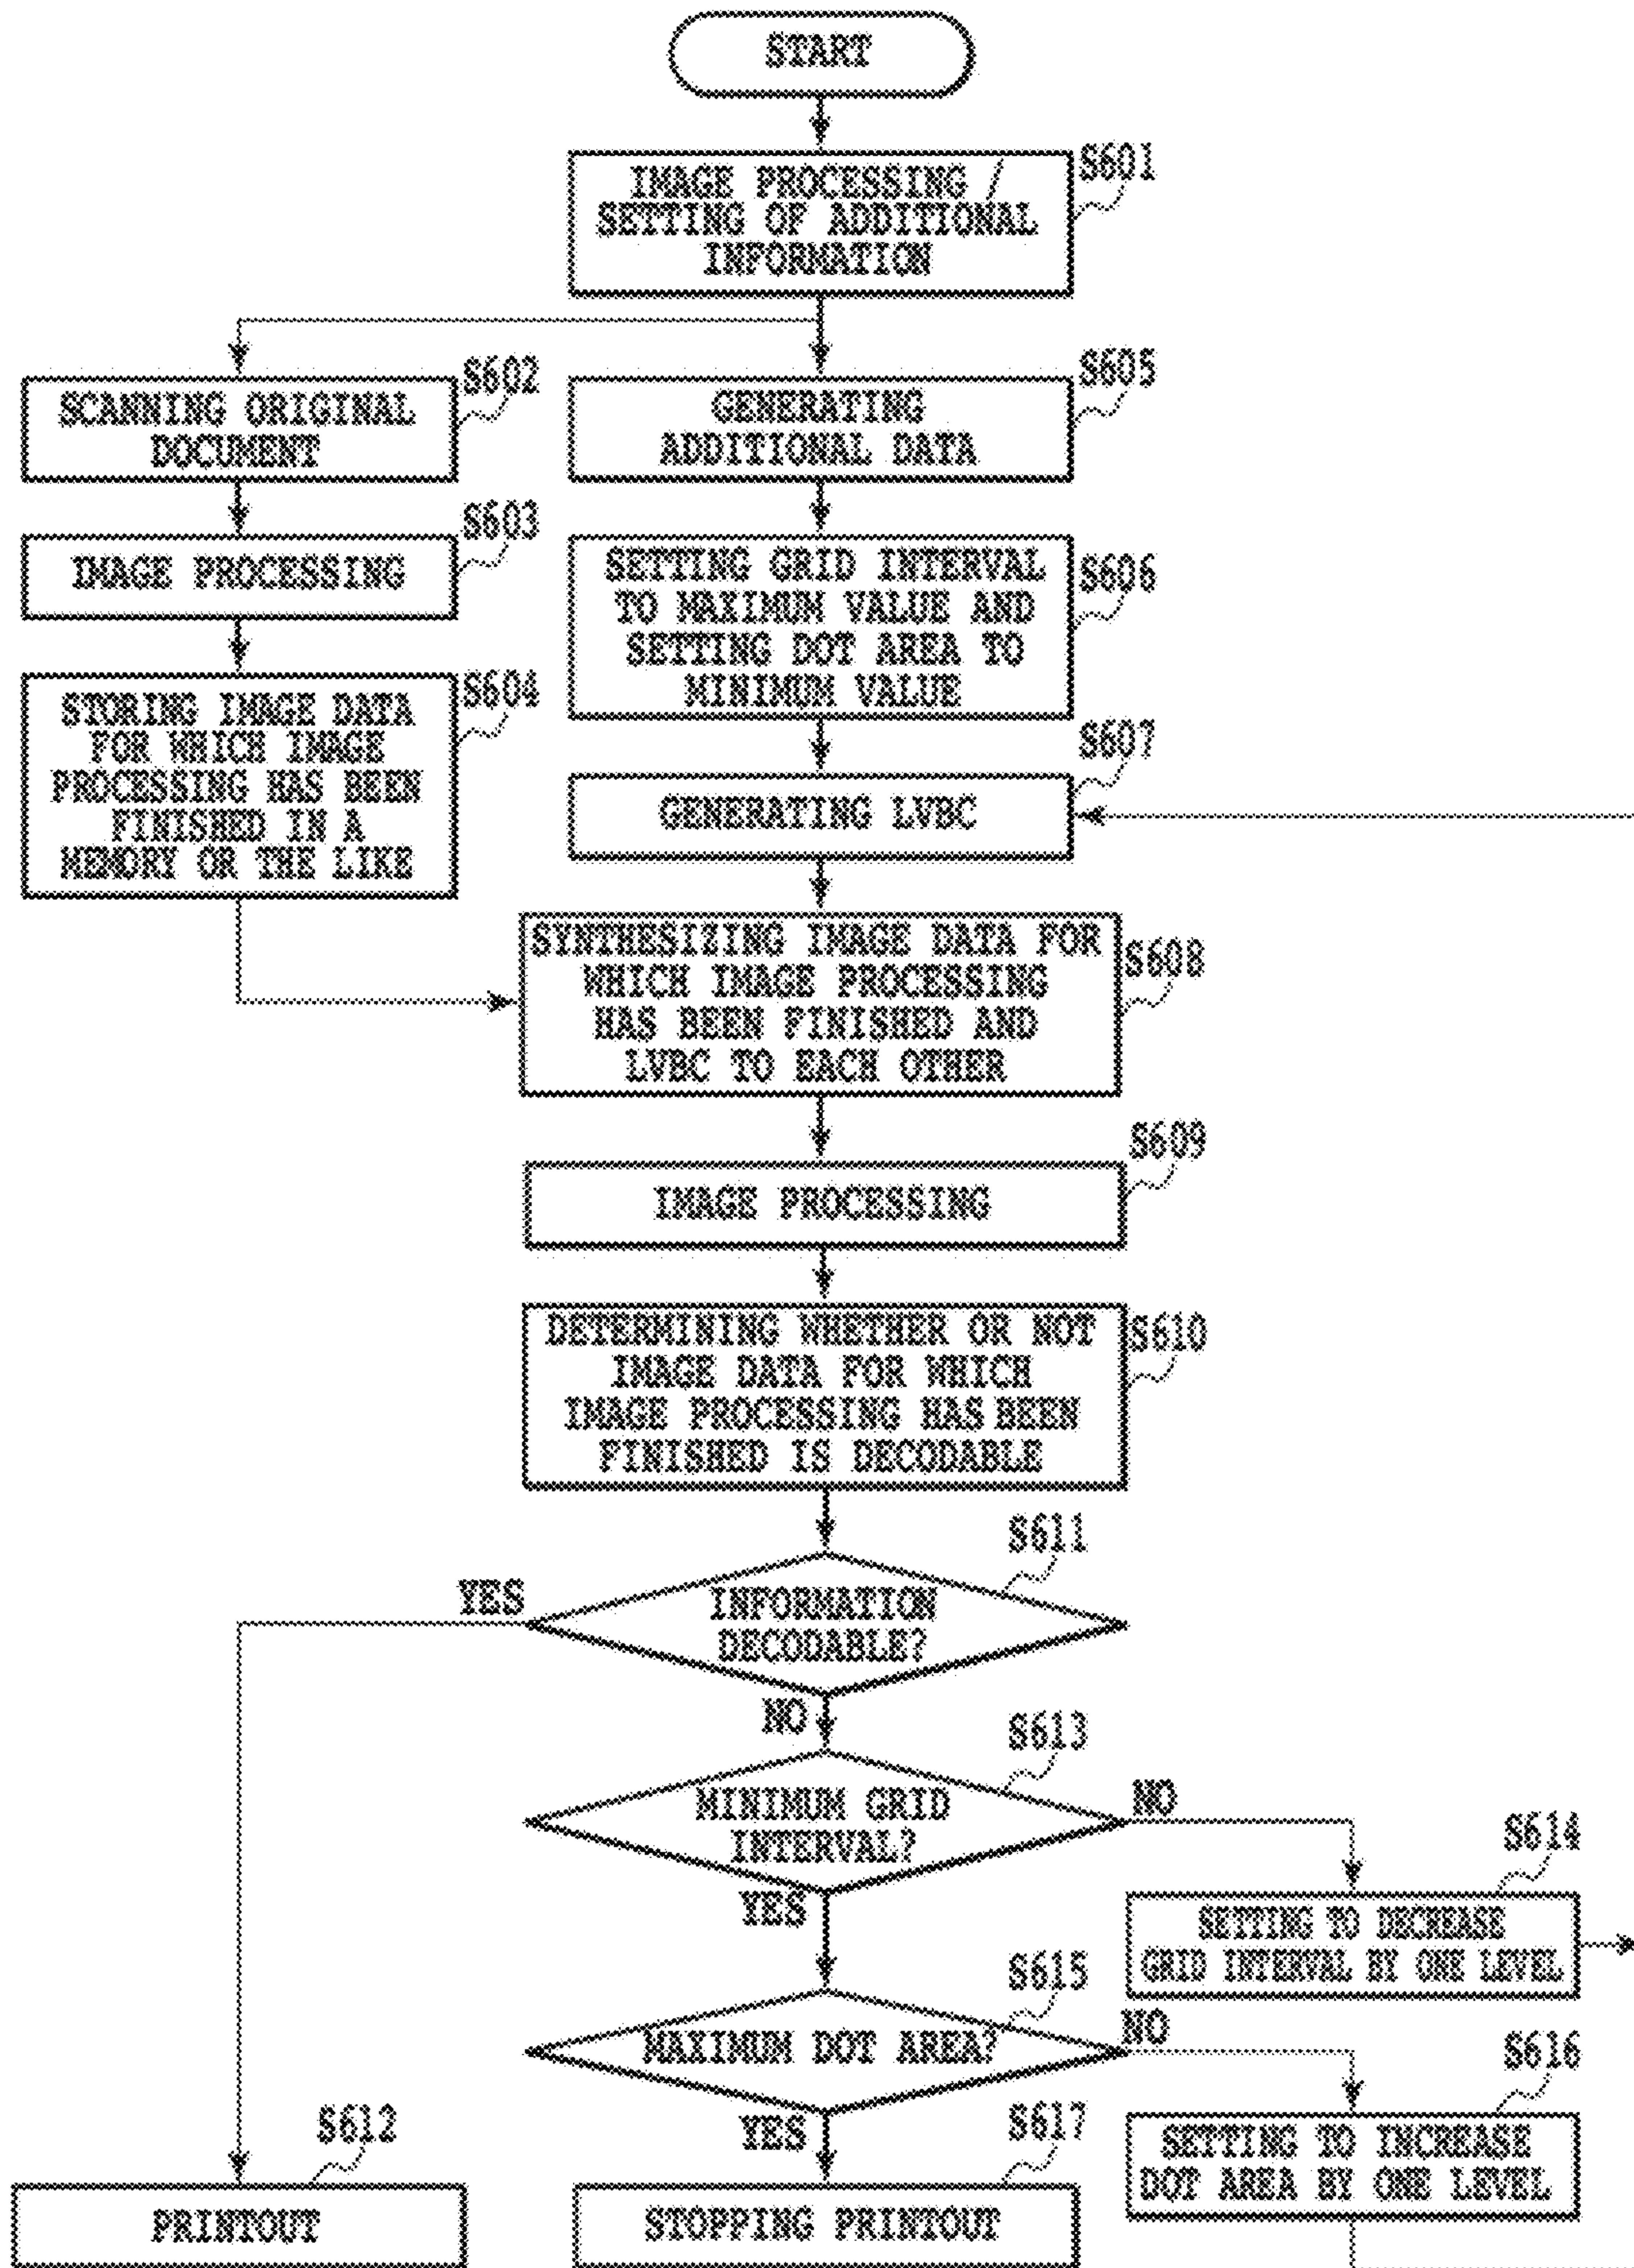 START
IMAGE PROCESSING /
SETTING OF ADDITIONAL
INFORMATION
S601
SCANNING ORIGINAL
DOCUMENT
S602
IMAGE PROCESSING
S603
STORING IMAGE DATA
FOR WHICH IMAGE
PROCESSING HAS BEEN
FINISHED IN A
MEMORY OR THE LIKE
S604
GENERATING
ADDITIONAL DATA
S605
SETTING GRID INTERVAL
TO MAXIMUM VALUE AND
SETTING DOT AREA TO
MINIMUM VALUE
S606
GENERATING LVBC
S607
SYNTHESIZING IMAGE DATA FOR
WHICH IMAGE PROCESSING
HAS BEEN FINISHED AND
LVBC TO EACH OTHER
S608
IMAGE PROCESSING
S609
DETERMINING WHETHER OR NOT
IMAGE DATA FOR WHICH
IMAGE PROCESSING HAS BEEN
FINISHED IS DECODABLE
S610
INFORMATION
DECODABLE?
S611
YES
NO
MINIMUM GRID
INTERVAL?
S613
NO
YES
SETTING TO DECREASE
GRID INTERVAL BY ONE LEVEL
S614
MAXIMUM DOT AREA?
S615
NO
YES
SETTING TO INCREASE
DOT AREA BY ONE LEVEL
S616
PRINTOUT
S612
STOPPING PRINTOUT
S617